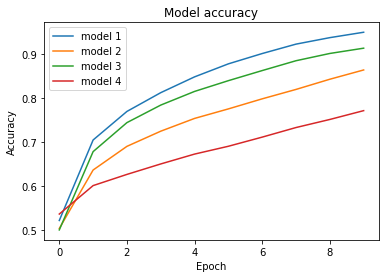 Model accuracy
model 1
model 2
model 3
model 4
Accuracy
0.9
0.8
0.7
0.6
0.5
0 2 4 6 8
Epoch